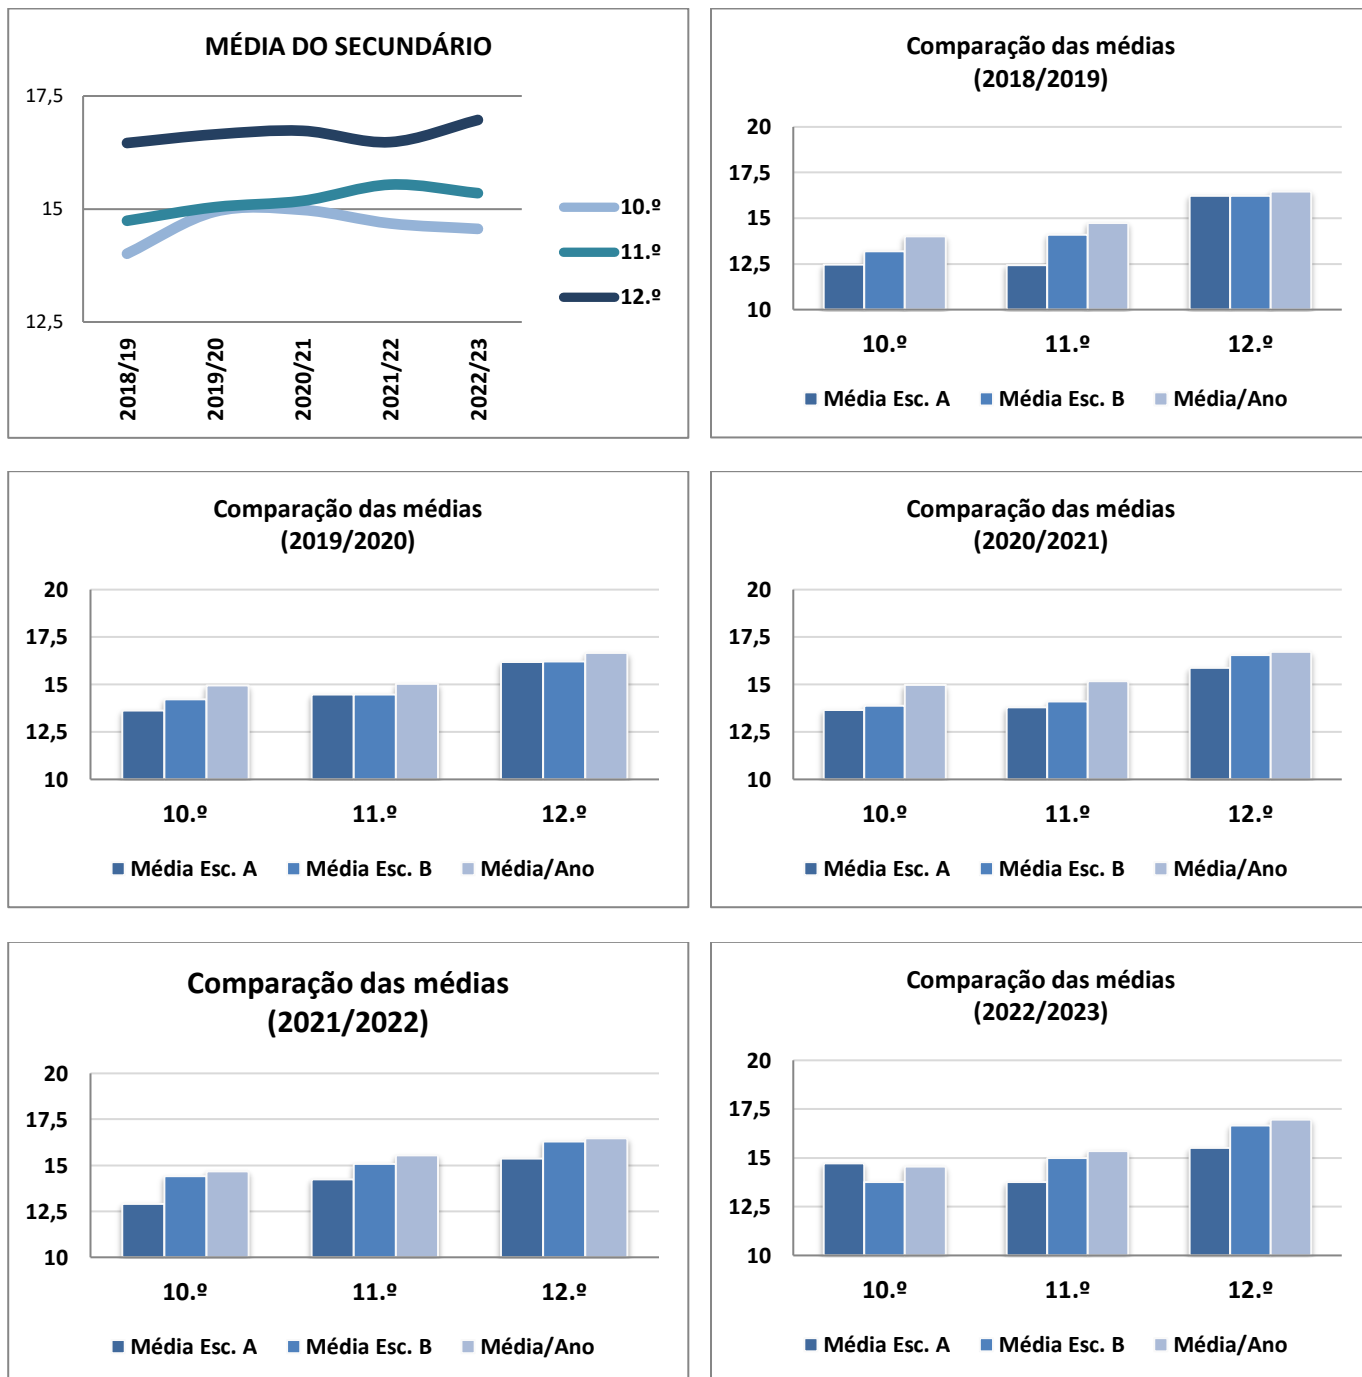 MÉDIA DO SECUNDÁRIO
17,5
15
12,5
2018/19
2019/20
2020/21
2021/22
2022/23
10.º
11.º
12.º
Comparação das médias
(2018/2019)
20
17,5
15
12,5
10
10.º
11.º
12.º
Média Esc. A
Média Esc. B
Média/Ano
Comparação das médias
(2019/2020)
20
17,5
15
12,5
10
10.º
11.º
12.º
Média Esc. A
Média Esc. B
Média/Ano
Comparação das médias
(2020/2021)
20
17,5
15
12,5
10
10.º
11.º
12.º
Média Esc. A
Média Esc. B
Média/Ano
Comparação das médias
(2021/2022)
20
17,5
15
12,5
10
10.º
11.º
12.º
Média Esc. A
Média Esc. B
Média/Ano
Comparação das médias
(2022/2023)
20
17,5
15
12,5
10
10.º
11.º
12.º
Média Esc. A
Média Esc. B
Média/Ano